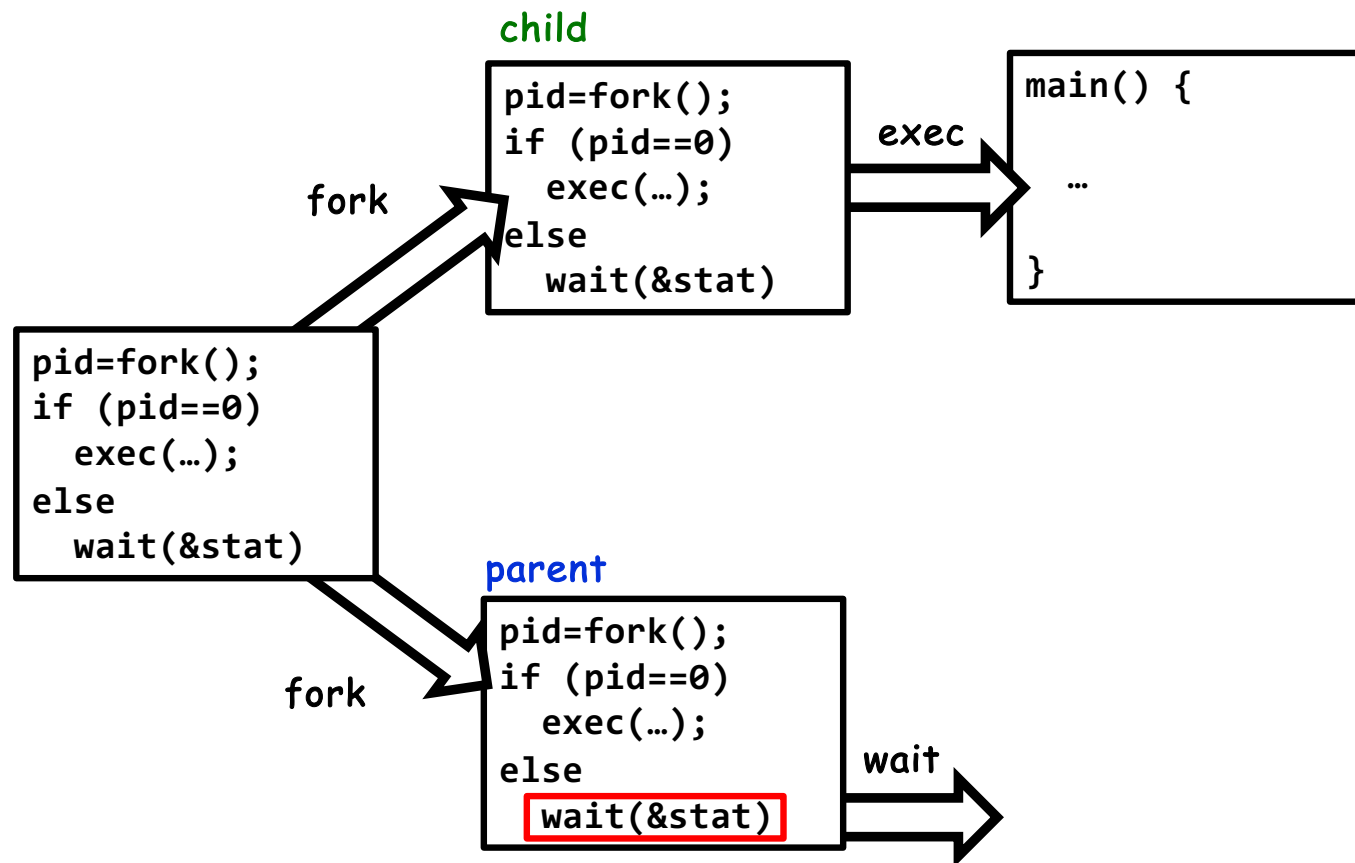 child
pid=fork();
if (pid==0)
  exec(…);
else
  wait(&stat)
exec
main() {
  …
}
fork
pid=fork();
if (pid==0)
  exec(…);
else
  wait(&stat)
fork
parent
pid=fork();
if (pid==0)
  exec(…);
else
  wait(&stat)
wait